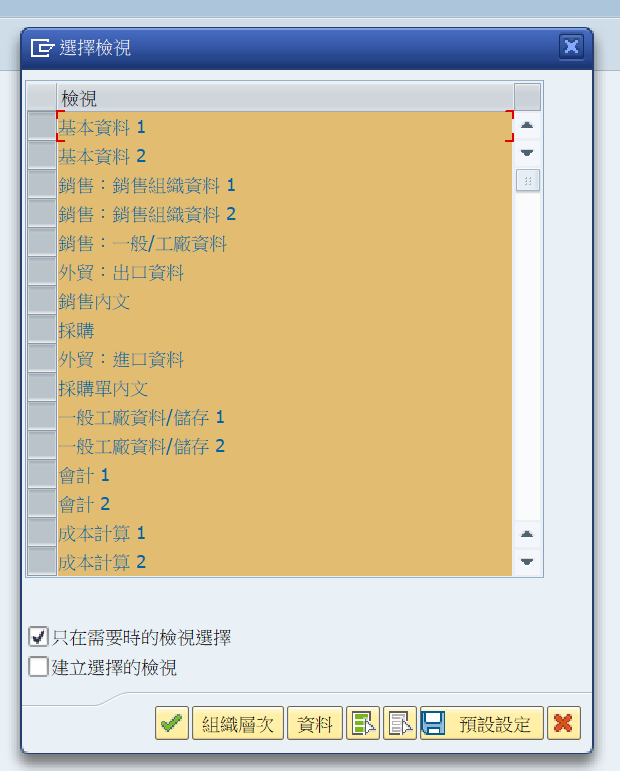 選擇檢視
檢視
基本資料 1
基本資料 2
銷售：銷售組織資料 1
銷售：銷售組織資料 2
銷售：一般/工廠資料
外貿：出口資料
銷售內文
採購
外貿：進口資料
採購單內文
一般工廠資料/儲存 1
一般工廠資料/儲存 2
會計 1
會計 2
成本計算 1
成本計算 2
只在需要時的檢視選擇
建立選擇的檢視
組織層次 資料 預設設定